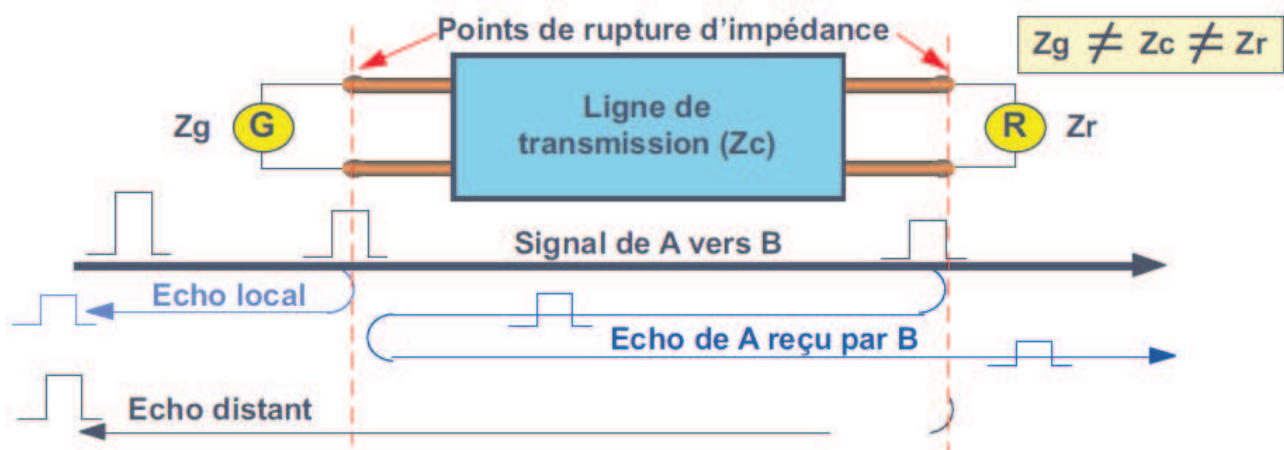 Points de rupture d'impédance
Zg ≠ Zc ≠ Zr
Zg
G
Ligne de
transmission (Zc)
R
Zr
Signal de A vers B
Echo local
Echo de A reçu par B
Echo distant